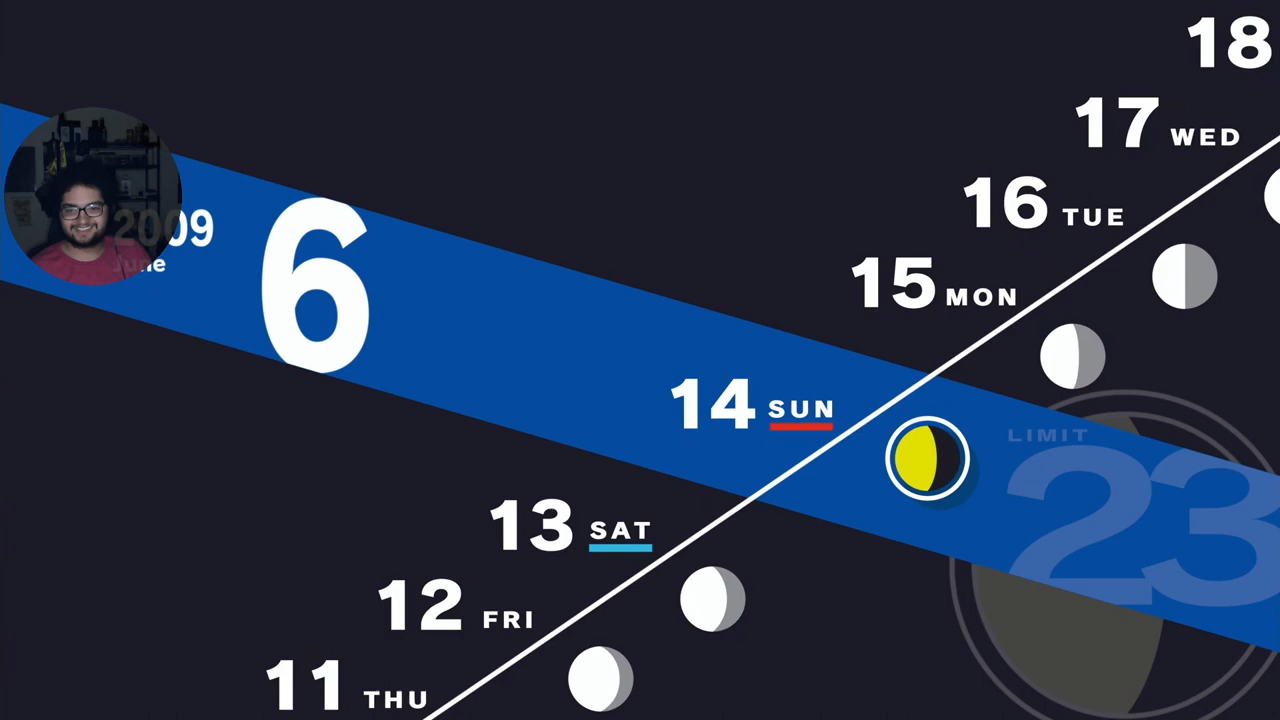 18
17 WED
16 TUE
15 MON
14 SUN
13 SAT
12 FRI
11 THU
2009
June
6
LIMIT
23